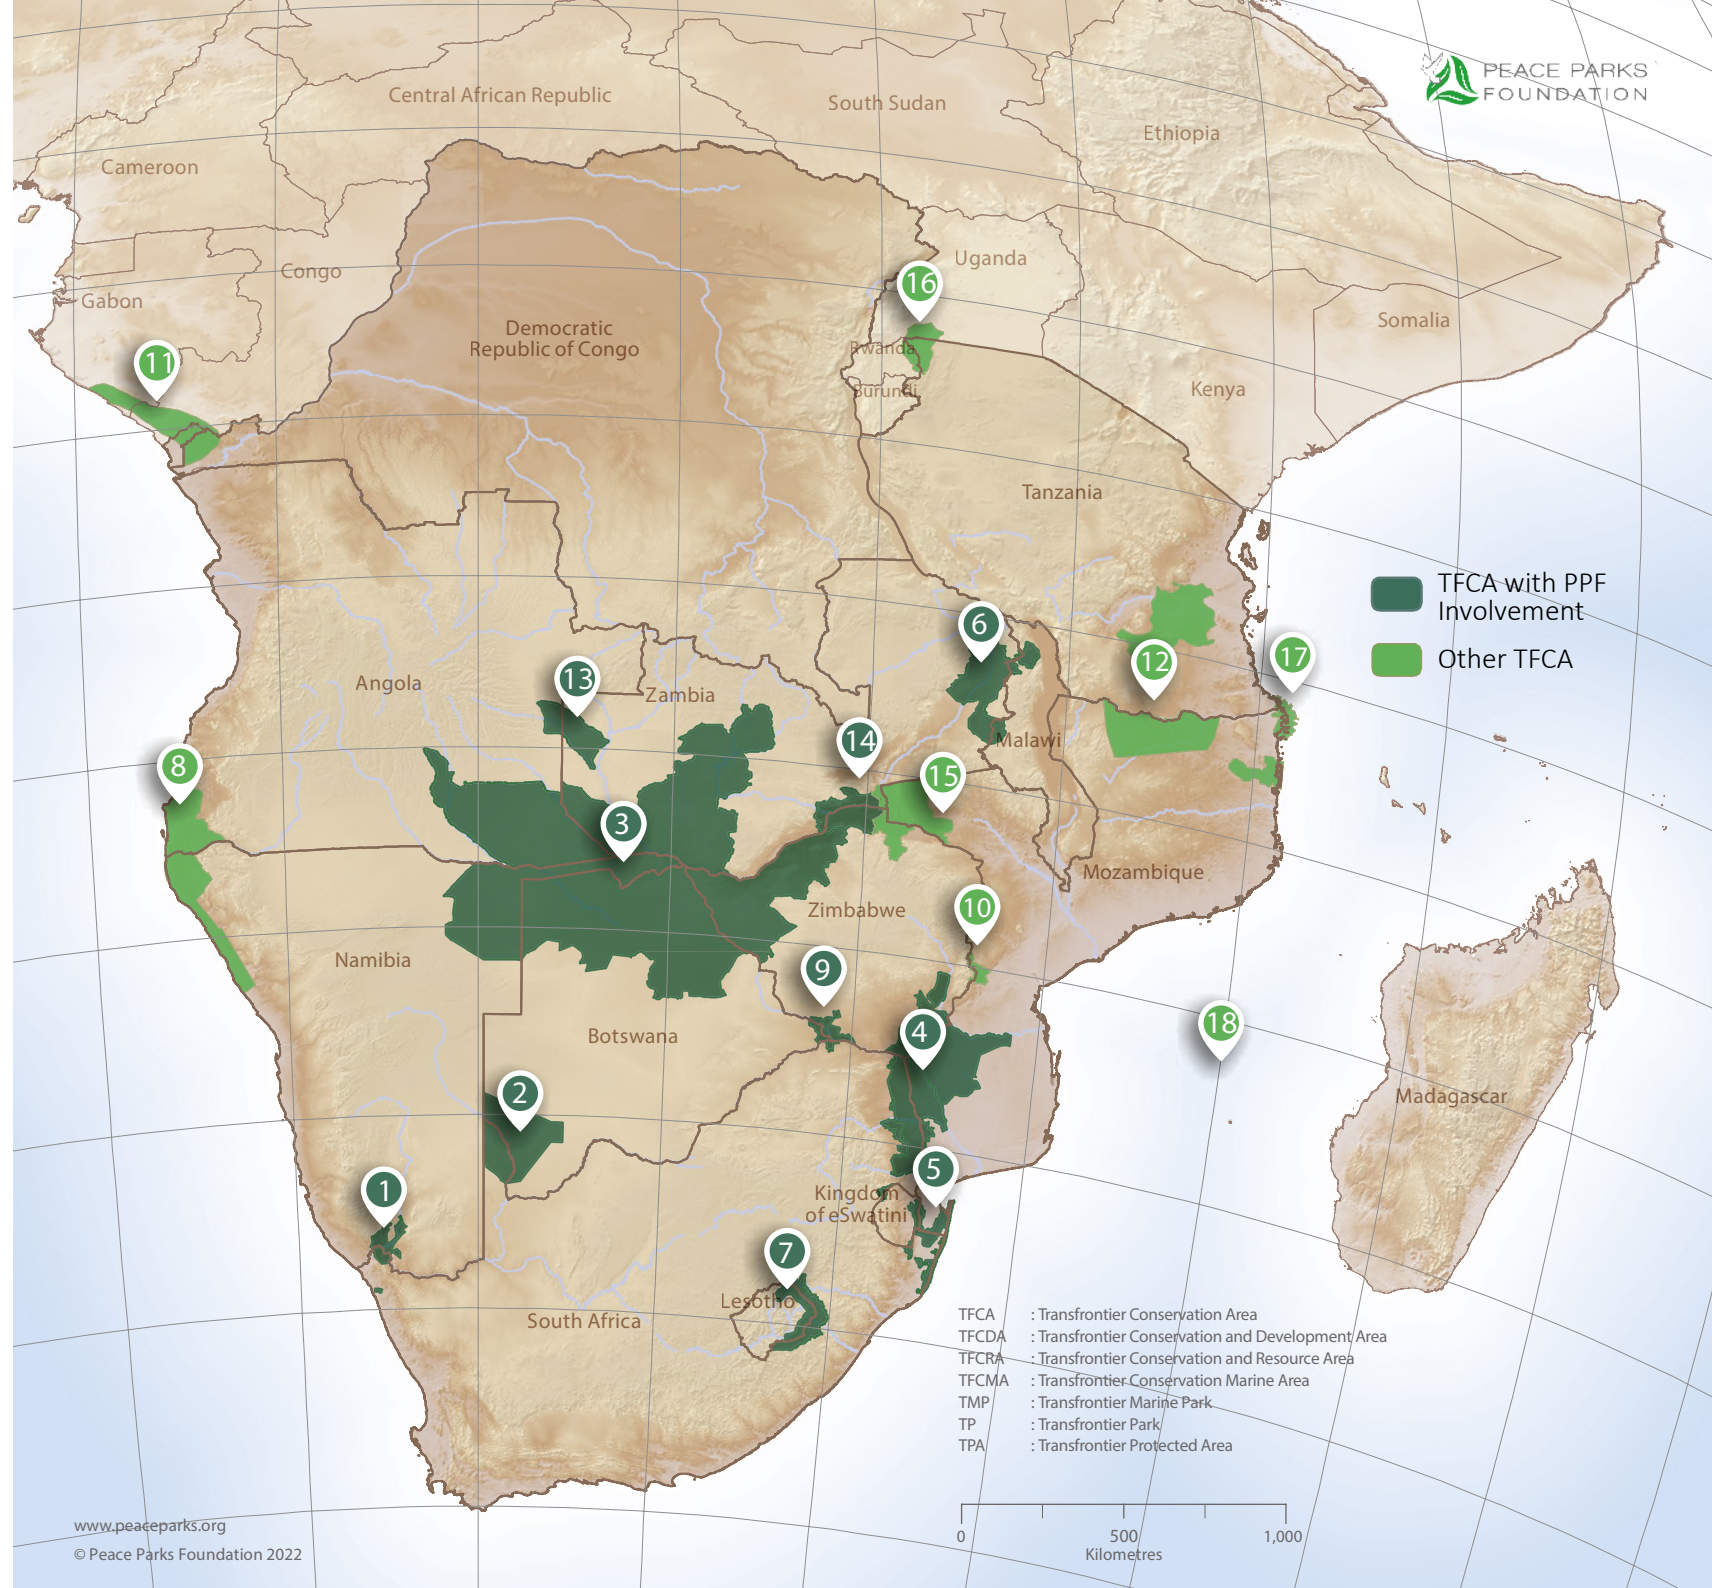 PEACE PARKS
FOUNDATION
Central African Republic
South Sudan
Ethiopia
Cameroon
Uganda
Congo
16
Gabon
Somalia
Democratic
Republic of Congo
Rwanda
11
Burundi
Kenya
Tanzania
TFCA with PPF
Involvement
6
17
Other TFCA
12
13
Angola
Zambia
14
Malawi
8
15
3
Mozambique
10
Zimbabwe
Namibia
9
18
4
Botswana
2
Madagascar
5
1
Kingdom
of eSwatini
7
Lesotho
South Africa
TFCA : Transfrontier Conservation Area
TFCDA : Transfrontier Conservation and Development Area
TFCRA : Transfrontier Conservation and Resource Area
TFCMA : Transfrontier Conservation Marine Area
TMP : Transfrontier Marine Park
TP : Transfrontier Park
TPA : Transfrontier Protected Area
0 500 1,000
Kilometres
www.peaceparks.org
© Peace Parks Foundation 2022